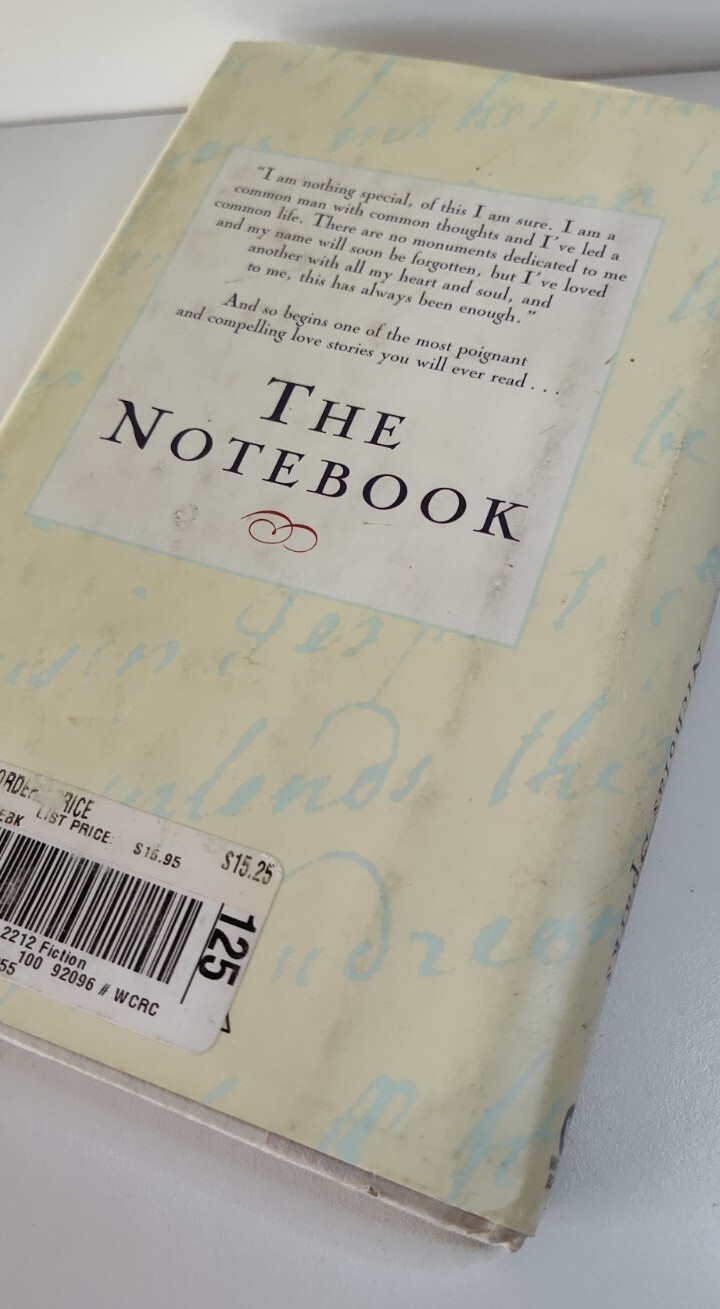 "I am nothing special, of this I am sure. I am a
common man with common thoughts and I've led a
common life. There are no monuments dedicated to me
and my name will soon be forgotten, but I've loved
another with all my heart and soul, and
to me, this has always been enough."
And so begins one of the most poignant
and compelling love stories you will ever read . . .
THE
NOTEBOOK
LIST PRICE: $15.95 $15.25
125
2212 Fiction
55 100 92096 # WCRC